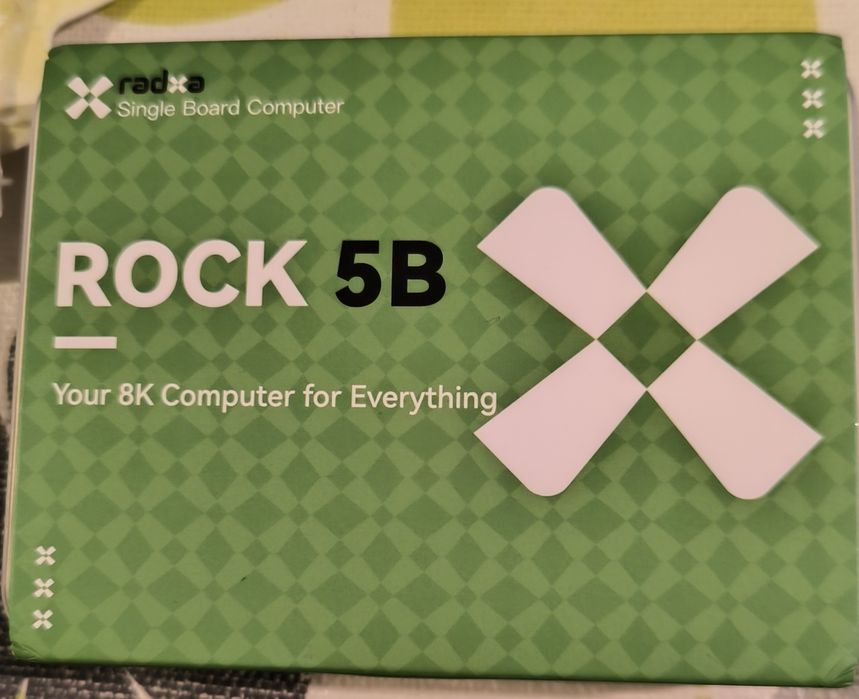 radxa
Single Board Computer
ROCK 5B
Your 8K Computer for Everything